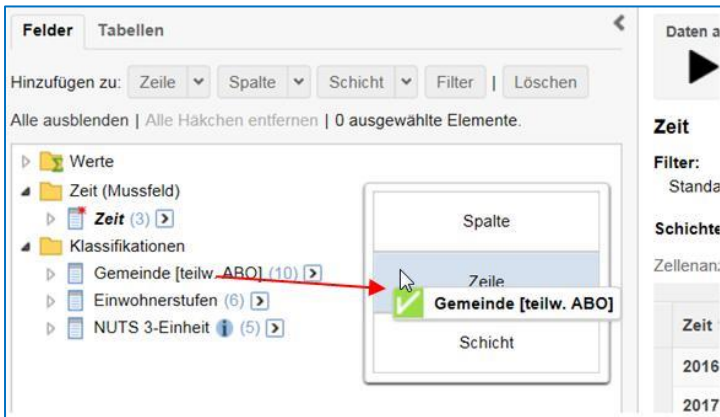 Felder Tabellen
Hinzufügen zu: Zeile Spalte Schicht Filter | Löschen
Alle ausblenden | Alle Häkchen entfernen | 0 ausgewählte Elemente.
Werte
Zeit (Mussfeld)
Zeit (3)
Klassifikationen
Gemeinde [teilw. ABO] (10)
Einwohnerstufen (6)
NUTS 3-Einheit (5)
Spalte
Zeile
Gemeinde [teilw. ABO]
Schicht
Daten a
Zeit
Filter:
Standa
Schichte
Zellenanz
Zeit
2016
2017